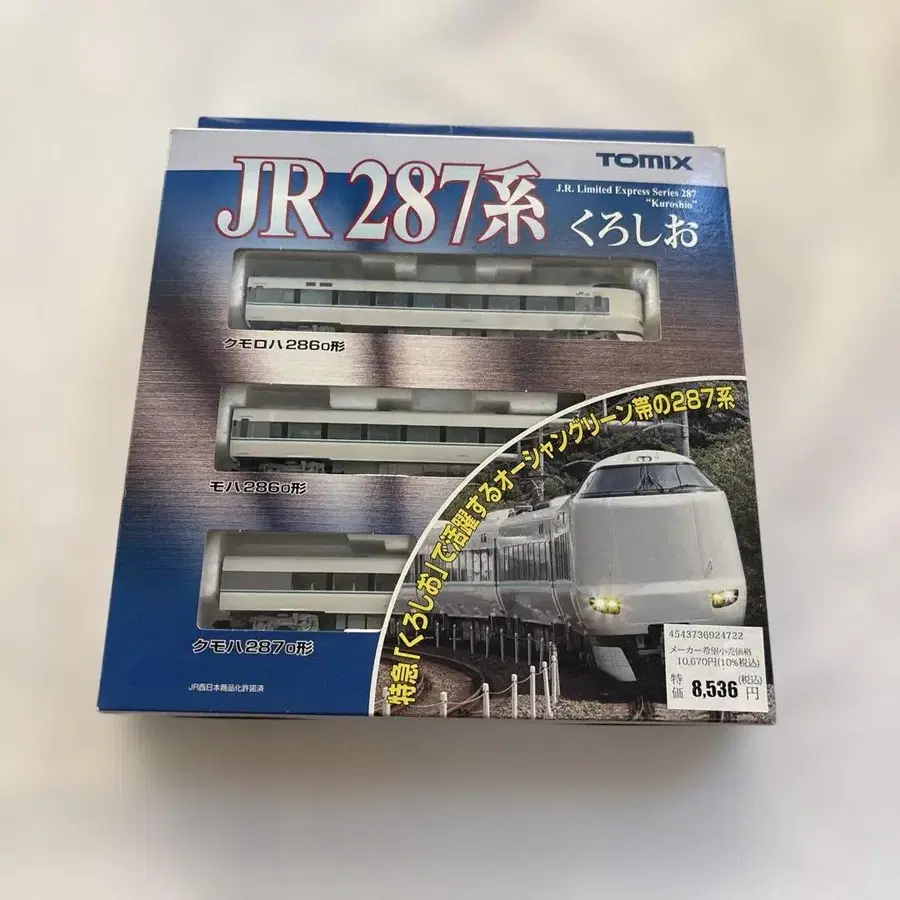 TOMIX
JR 287系
J.R. Limited Express Series 287
"Kuroshio"
くろしお
クモロハ286₀形
モハ286₀形
クモハ287₀形
特急「くろしお」で活躍するオーシャングリーン帯の287系
JR西日本商品化許諾済
4543736924722
メーカー希望小売価格
10,670円(10%税込)
特価 8,536円(税込)